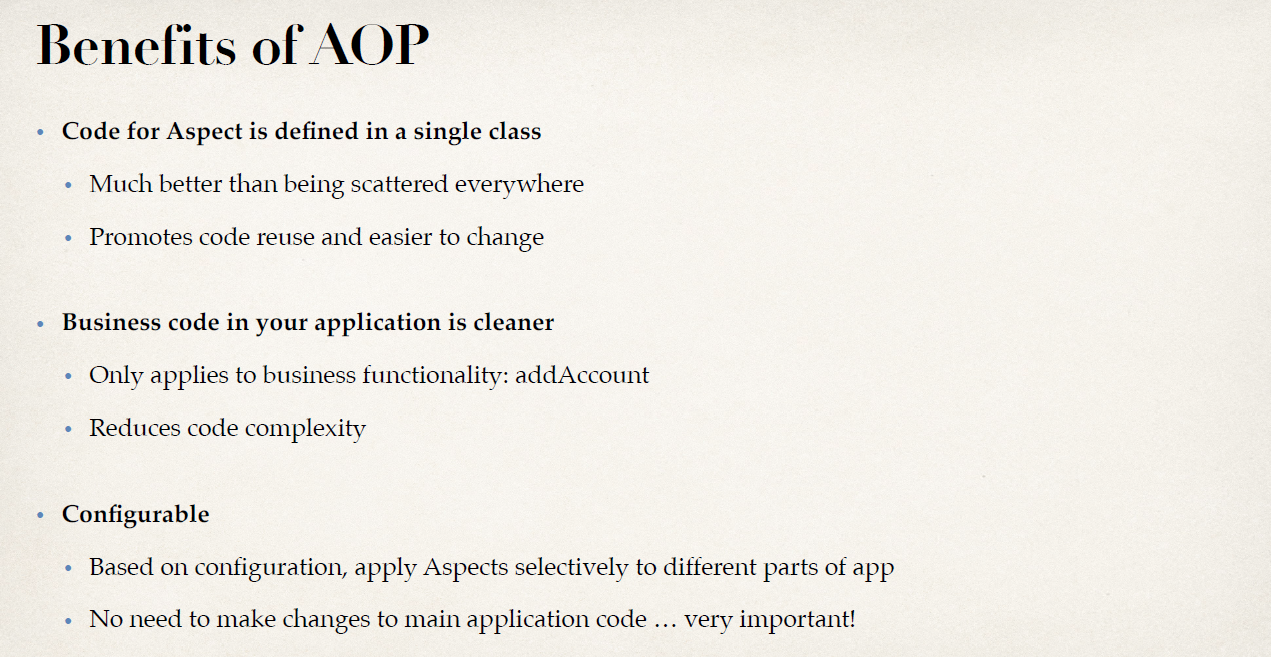 Benefits of AOP
• Code for Aspect is defined in a single class
• Much better than being scattered everywhere
• Promotes code reuse and easier to change
• Business code in your application is cleaner
• Only applies to business functionality: addAccount
• Reduces code complexity
• Configurable
• Based on configuration, apply Aspects selectively to different parts of app
• No need to make changes to main application code … very important!